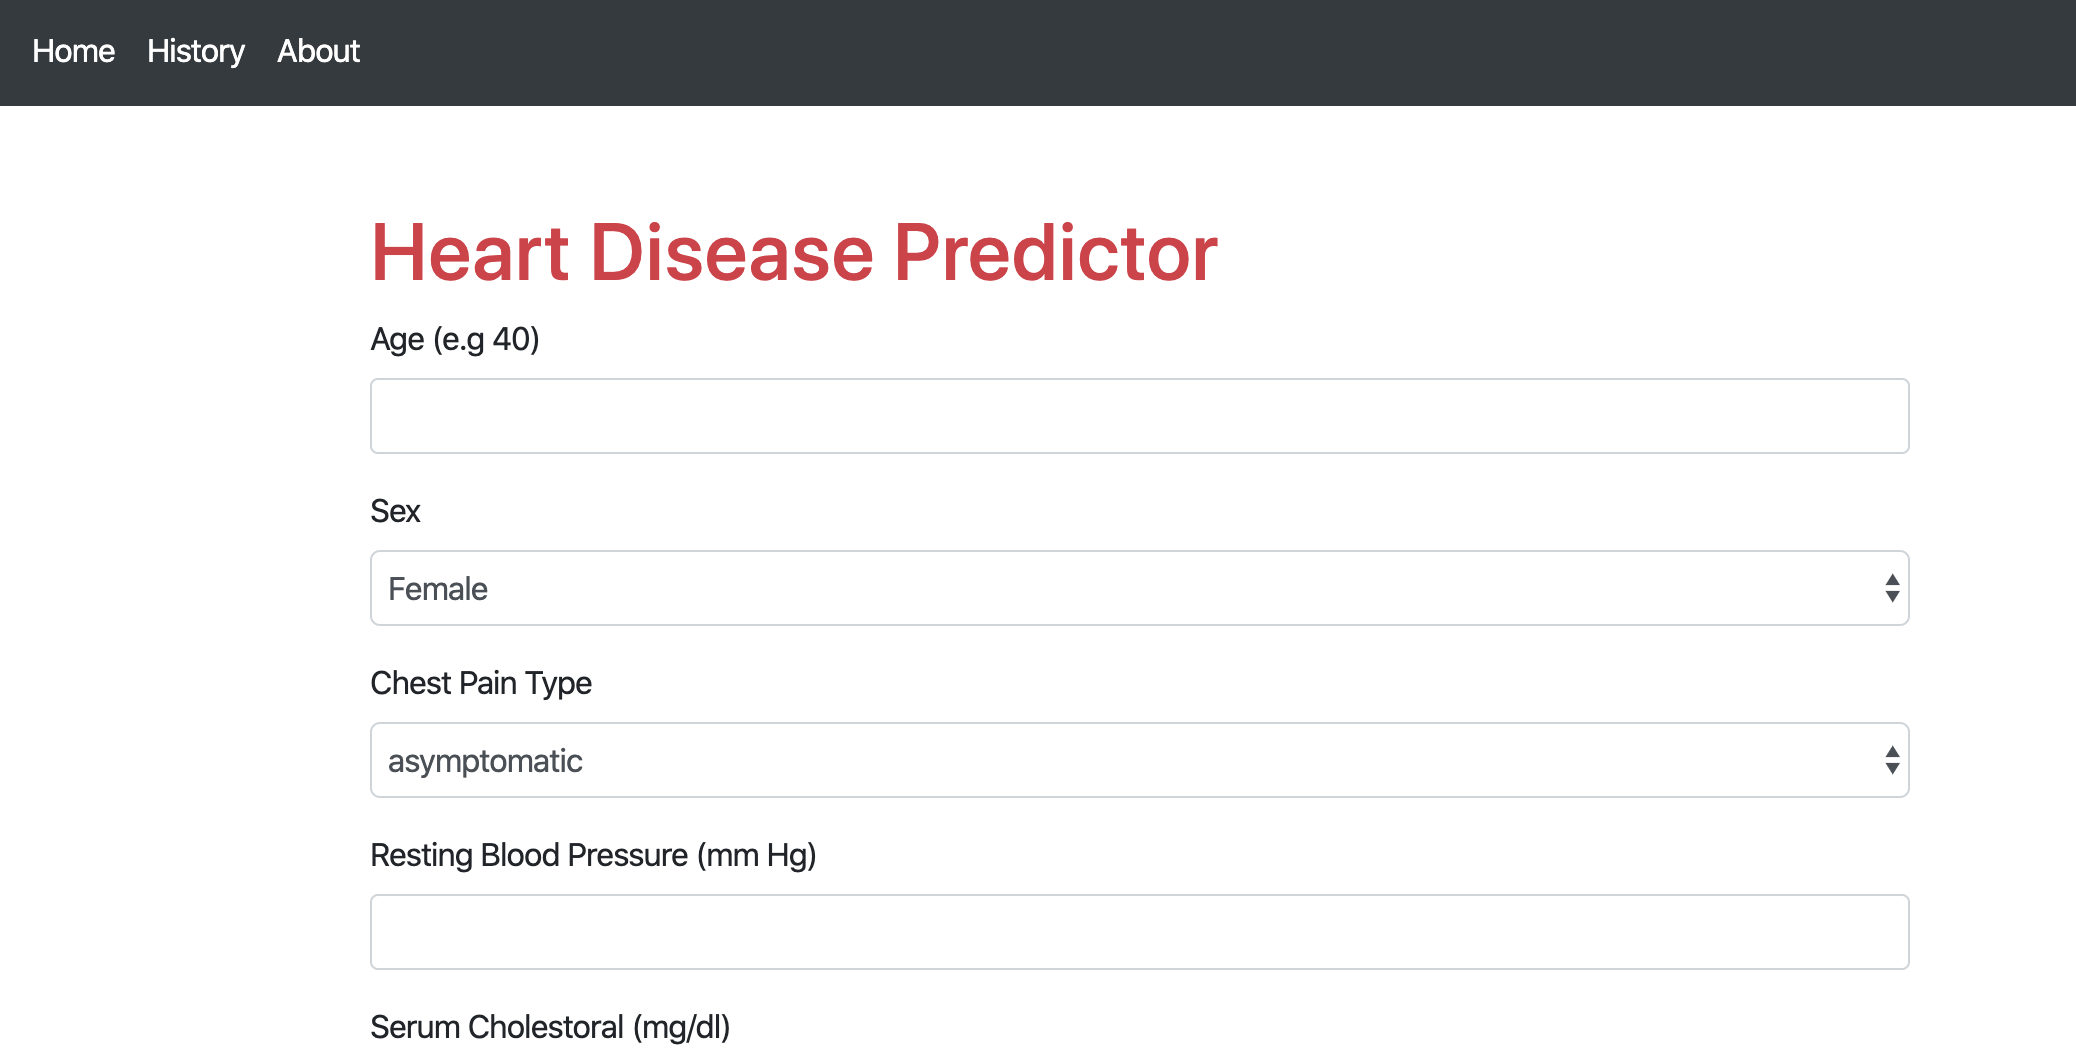 Home History About
Heart Disease Predictor
Age (e.g 40)
Sex
Female
Chest Pain Type
asymptomatic
Resting Blood Pressure (mm Hg)
Serum Cholestoral (mg/dl)